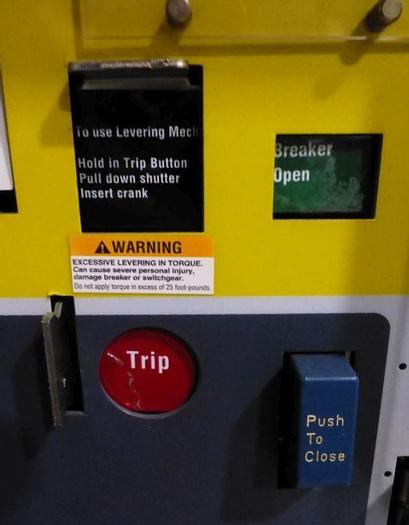 To use Levering Mech
Hold in Trip Button
Pull down shutter
Insert crank
Breaker
Open
WARNING
EXCESSIVE LEVERING IN TORQUE.
Can cause severe personal injury,
damage breaker or switchgear.
Do not apply torque in excess of 25 foot-pounds.
Trip
Push
To
Close